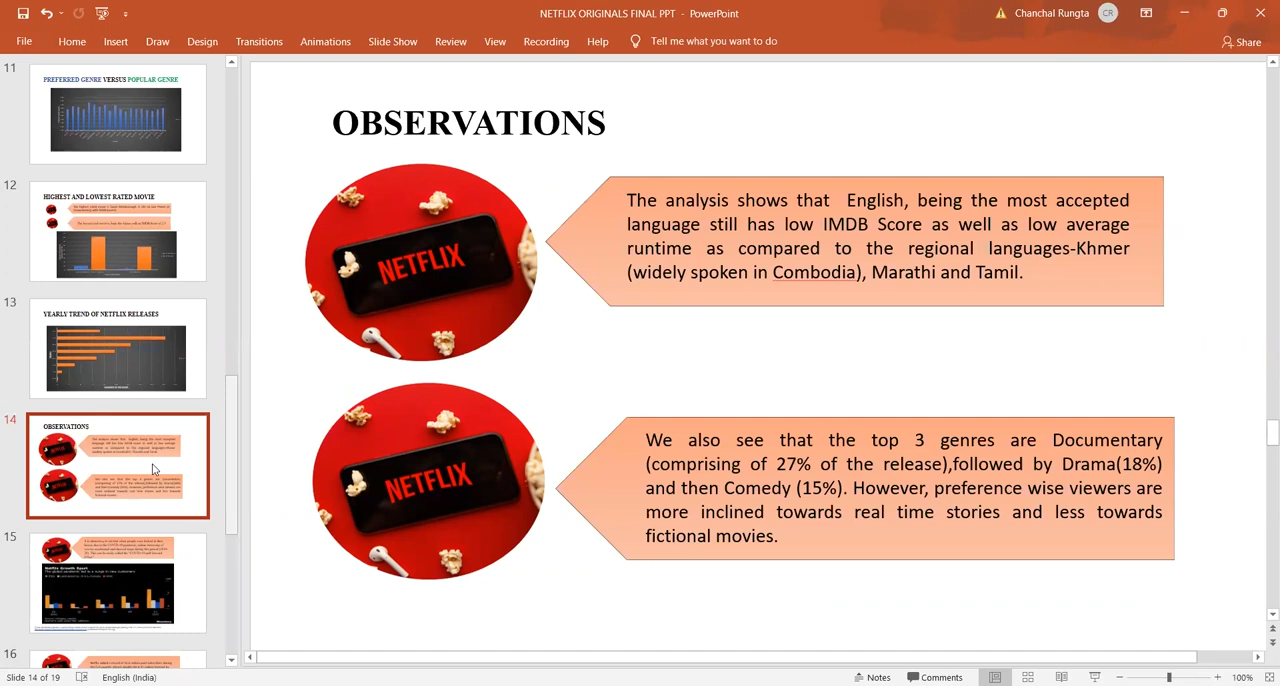 NETFLIX ORIGINALS FINAL PPT - PowerPoint
Chanchal Rungta
CR
File Home Insert Draw Design Transitions Animations Slide Show Review View Recording Help Tell me what you want to do
Share
11
PREFERRED GENRE VERSUS POPULAR GENRE
12
HIGHEST AND LOWEST RATED MOVIE
13
YEARLY TREND OF NETFLIX RELEASES
14
OBSERVATIONS
15
Netflix Growth Spurt
16
OBSERVATIONS
NETFLIX
The analysis shows that English, being the most accepted
language still has low IMDB Score as well as low average
runtime as compared to the regional languages-Khmer
(widely spoken in Combodia), Marathi and Tamil.
NETFLIX
We also see that the top 3 genres are Documentary
(comprising of 27% of the release),followed by Drama(18%)
and then Comedy (15%). However, preference wise viewers are
more inclined towards real time stories and less towards
fictional movies.
Slide 14 of 19
English (India)
Notes
Comments
100%